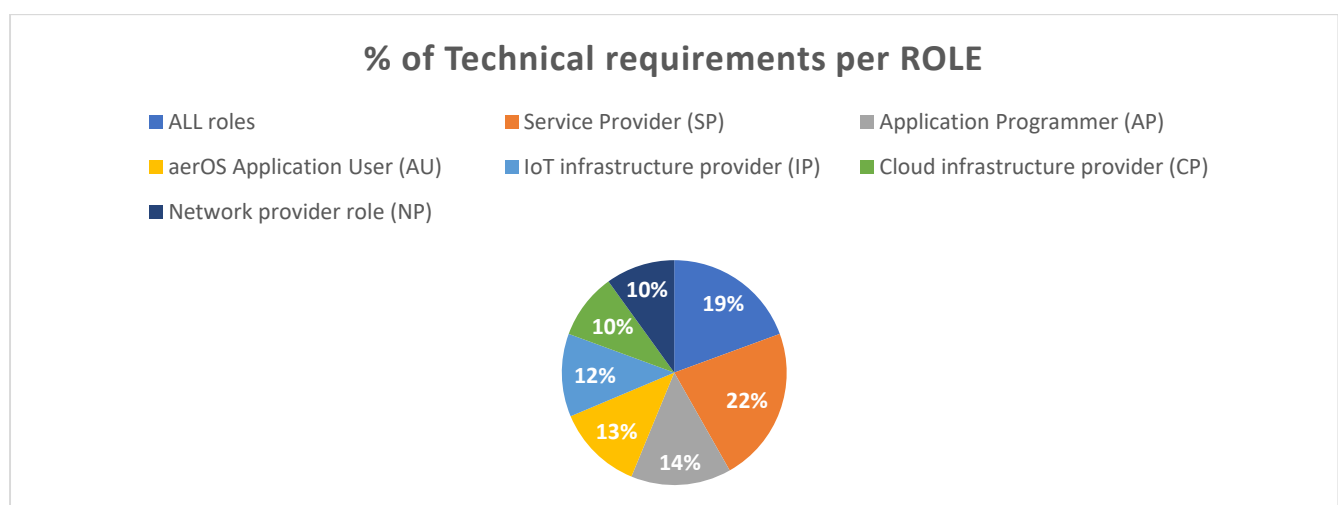 % of Technical requirements per ROLE
ALL roles
Service Provider (SP)
Application Programmer (AP)
aerOS Application User (AU)
IoT infrastructure provider (IP)
Cloud infrastructure provider (CP)
Network provider role (NP)
10%
19%
10%
12%
22%
13%
14%